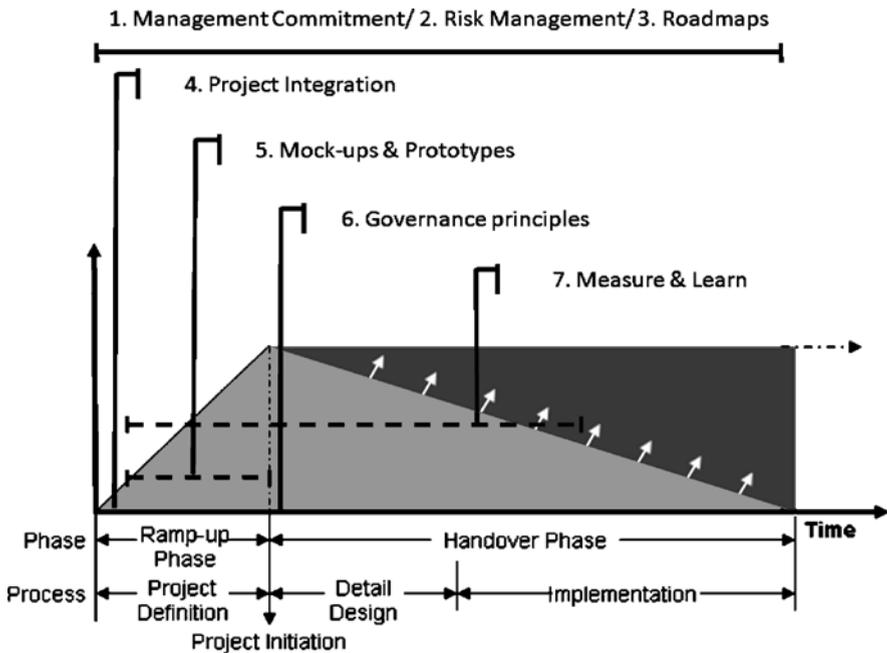 1. Management Commitment/ 2. Risk Management/ 3. Roadmaps
4. Project Integration
5. Mock-ups & Prototypes
6. Governance principles
7. Measure & Learn
Time
Phase
Ramp-up
Phase
Handover Phase
Process
Project
Definition
Detail
Design
Implementation
Project Initiation